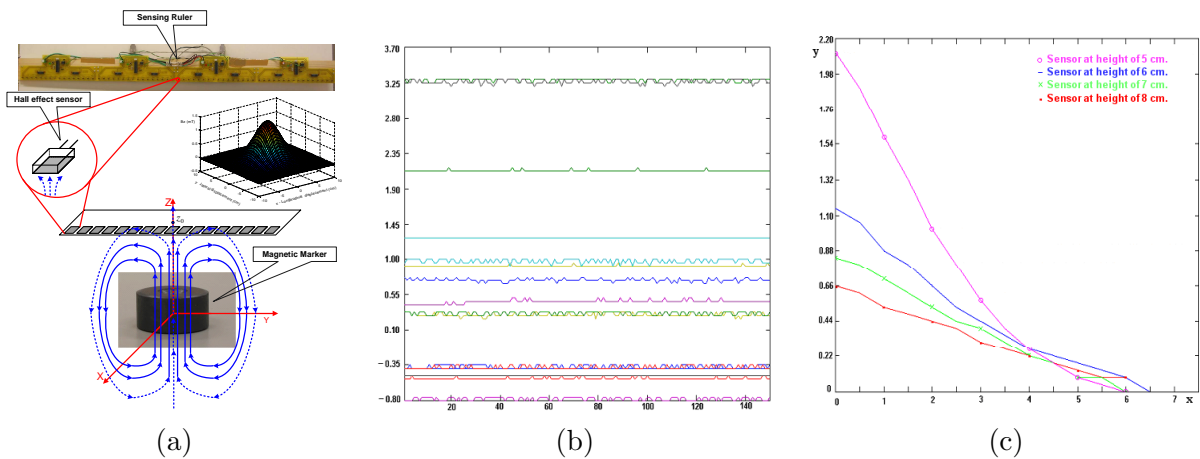 Sensing Ruler
Hall effect sensor
Bz (mT)
Z
Magnetic Marker
Y
X
(a)
3.70
3.25
2.80
2.35
1.90
1.45
1.00
0.55
0.10
−0.35
−0.80
20
40
60
80
100
120
140
(b)
y
2.20
1.98
1.76
1.54
1.32
1.10
0.88
0.66
0.44
0.22
0
Sensor at height of 5 cm.
Sensor at height of 6 cm.
Sensor at height of 7 cm.
Sensor at height of 8 cm.
0
1
2
3
4
5
6
7
x
(c)